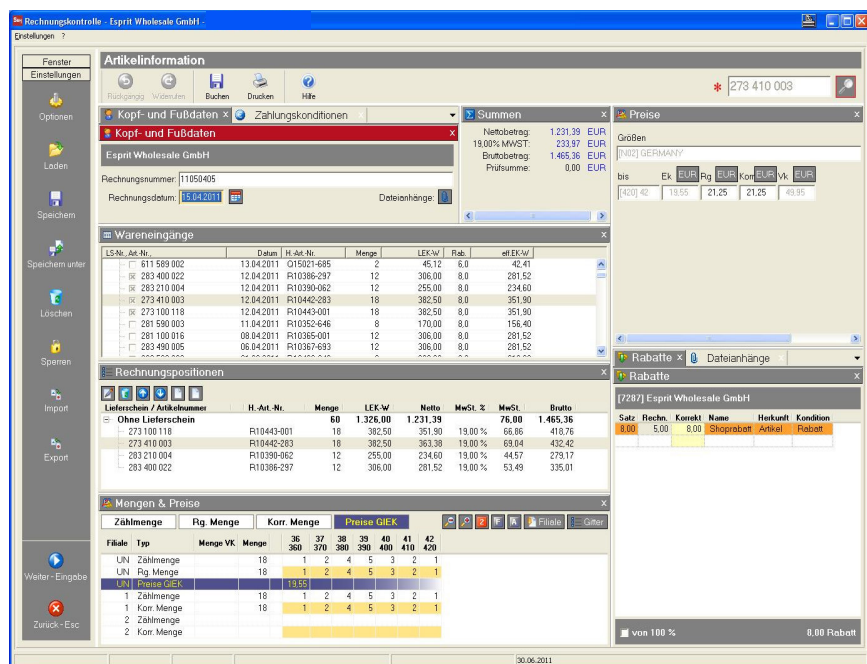 Rechnungskontrolle - Esprit Wholesale GmbH -
Einstellungen ?
Fenster
Einstellungen
Optionen
Laden
Speichern
Speichern unter
Löschen
Sperren
Import
Export
Weiter - Eingabe
Zurück - Esc
Artikelinformation
Rückgängig Widerrufen Buchen Drucken Hilfe
* 273 410 003
Kopf- und Fußdaten x Zahlungskonditionen x
Kopf- und Fußdaten x
Esprit Wholesale GmbH
Rechnungsnummer: 11050405
Rechnungsdatum: 15.04.2011 Dateianhänge:
Summen x
Nettobetrag: 1.231,39 EUR
19,00% MWST: 233,97 EUR
Bruttobetrag: 1.465,36 EUR
Prüfsumme: 0,00 EUR
Preise x
Größen
[N02] GERMANY
bis Ek EUR Rg EUR Korr EUR Vk EUR
[420] 42 19,55 21,25 21,25 49,95
Wareneingänge x
LS-Nr., Art.-Nr., Datum H.-Art.-Nr. Menge LEK-W Rab. eff.EK-W
611 589 002 13.04.2011 Q15021-685 2 45,12 6,0 42,41
283 400 022 12.04.2011 R10386-297 12 306,00 8,0 281,52
283 210 004 12.04.2011 R10390-062 12 255,00 8,0 234,60
273 410 003 12.04.2011 R10442-283 18 382,50 8,0 351,90
273 100 118 12.04.2011 R10443-001 18 382,50 8,0 351,90
281 590 003 11.04.2011 R10352-646 8 170,00 8,0 156,40
281 100 016 08.04.2011 R10365-001 12 306,00 8,0 281,52
283 490 005 06.04.2011 R10367-693 12 306,00 8,0 281,52
Rechnungspositionen x
Lieferschein / Artikelnummer H.-Art.-Nr. Menge LEK-W Netto MwSt. % MwSt. Brutto
Ohne Lieferschein 60 1.326,00 1.231,39 76,00 1.465,36
273 100 118 R10443-001 18 382,50 351,90 19,00 % 66,86 418,76
273 410 003 R10442-283 18 382,50 363,38 19,00 % 69,04 432,42
283 210 004 R10390-062 12 255,00 234,60 19,00 % 44,57 279,17
283 400 022 R10386-297 12 306,00 281,52 19,00 % 53,49 335,01
Mengen & Preise x
Zählmenge Rg. Menge Korr. Menge Preise GIEK 2 F A Filiale Gitter
Filiale Typ Menge VK Menge 36 37 38 39 40 41 42
360 370 380 390 400 410 420
UN Zählmenge 18 1 2 4 5 3 2 1
UN Rg. Menge 18 1 2 4 5 3 2 1
UN Preise GIEK 19,55
1 Zählmenge 18 1 2 4 5 3 2 1
1 Korr. Menge 18 1 2 4 5 3 2 1
2 Zählmenge
2 Korr. Menge
Rabatte x Dateianhänge x
Rabatte x
[7287] Esprit Wholesale GmbH
Satz Rechn. Korrekt Name Herkunft Kondition
8,00 5,00 8,00 Shoprabatt Artikel Rabatt
von 100 % 8,00 Rabatt
30.06.2011